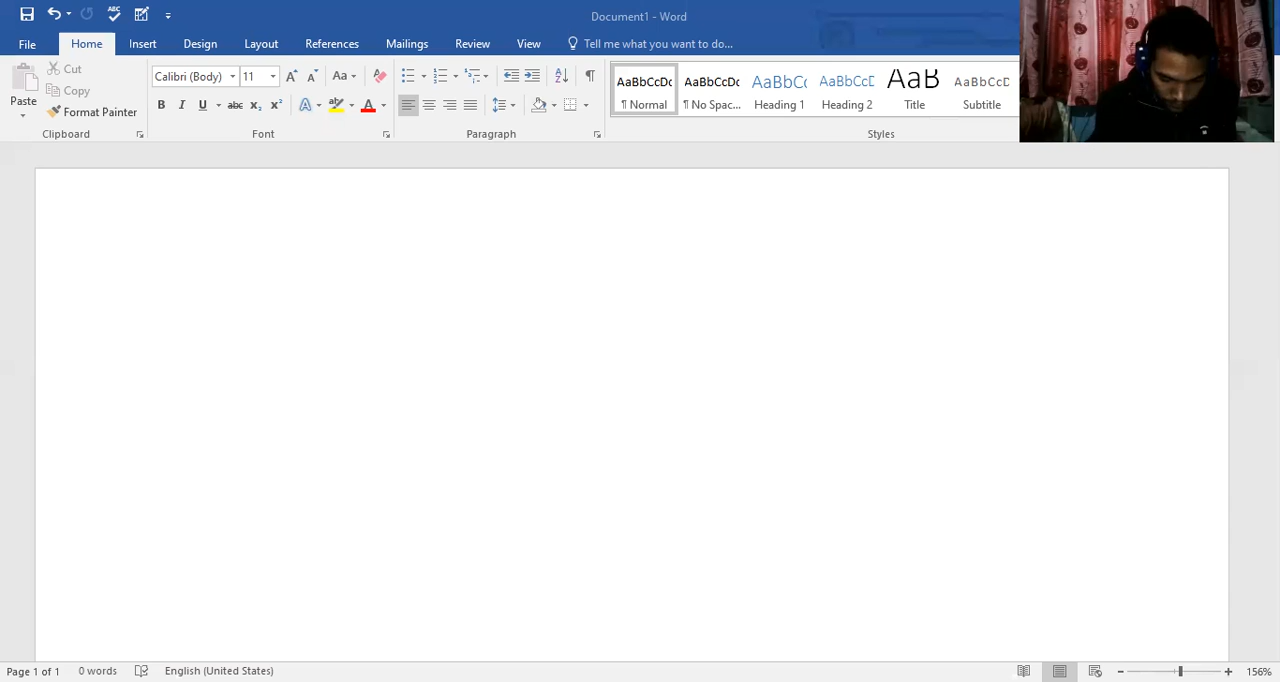 Document1 - Word
File Home Insert Design Layout References Mailings Review View Tell me what you want to do...
Paste
Cut
Copy
Format Painter
Clipboard
Calibri (Body) 11
Aa
ABC
B I U abc x₂ x²
A A
Font
Paragraph
AaBbCcDc AaBbCcDc AaBbCc AaBbCcD AaB AaBbCcD
¶ Normal ¶ No Spac... Heading 1 Heading 2 Title Subtitle
Styles
Page 1 of 1 0 words English (United States) 156%